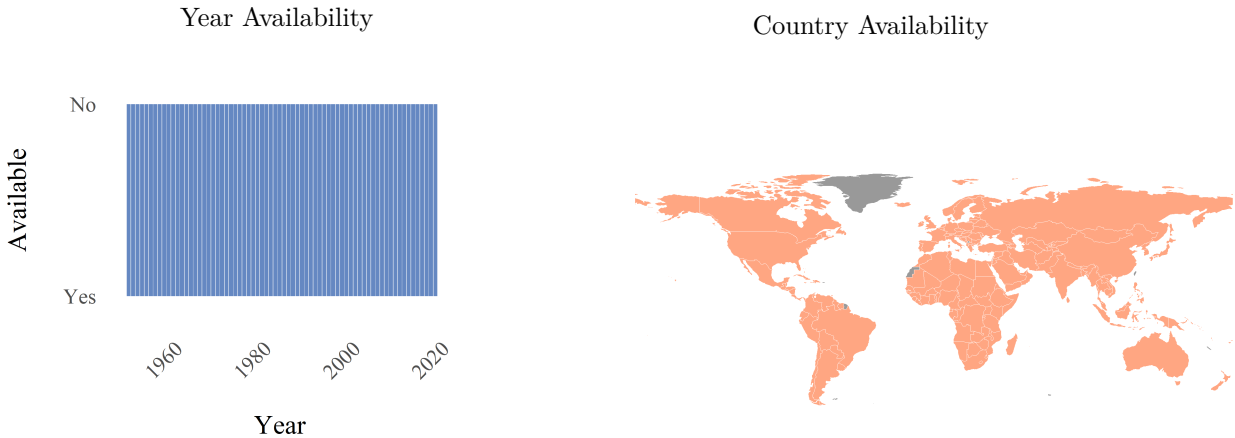 Year Availability
No
Available
Yes
1960
1980
2000
2020
Year
Country Availability